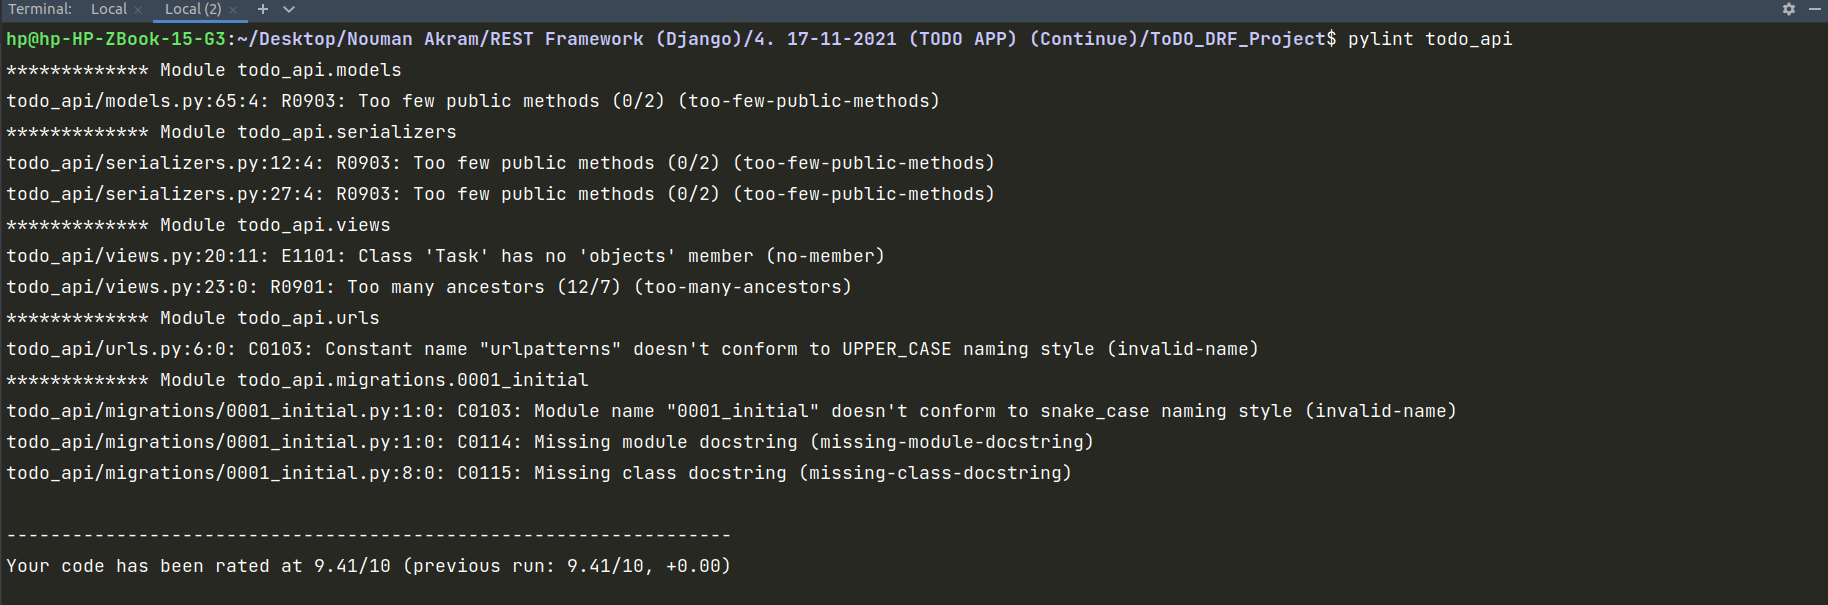 Terminal: Local × Local (2) × +
hp@hp-HP-ZBook-15-G3:~/Desktop/Nouman Akram/REST Framework (Django)/4. 17-11-2021 (TODO APP) (Continue)/ToDO_DRF_Project$ pylint todo_api
************* Module todo_api.models
todo_api/models.py:65:4: R0903: Too few public methods (0/2) (too-few-public-methods)
************* Module todo_api.serializers
todo_api/serializers.py:12:4: R0903: Too few public methods (0/2) (too-few-public-methods)
todo_api/serializers.py:27:4: R0903: Too few public methods (0/2) (too-few-public-methods)
************* Module todo_api.views
todo_api/views.py:20:11: E1101: Class 'Task' has no 'objects' member (no-member)
todo_api/views.py:23:0: R0901: Too many ancestors (12/7) (too-many-ancestors)
************* Module todo_api.urls
todo_api/urls.py:6:0: C0103: Constant name "urlpatterns" doesn't conform to UPPER_CASE naming style (invalid-name)
************* Module todo_api.migrations.0001_initial
todo_api/migrations/0001_initial.py:1:0: C0103: Module name "0001_initial" doesn't conform to snake_case naming style (invalid-name)
todo_api/migrations/0001_initial.py:1:0: C0114: Missing module docstring (missing-module-docstring)
todo_api/migrations/0001_initial.py:8:0: C0115: Missing class docstring (missing-class-docstring)
------------------------------------------------------------------
Your code has been rated at 9.41/10 (previous run: 9.41/10, +0.00)